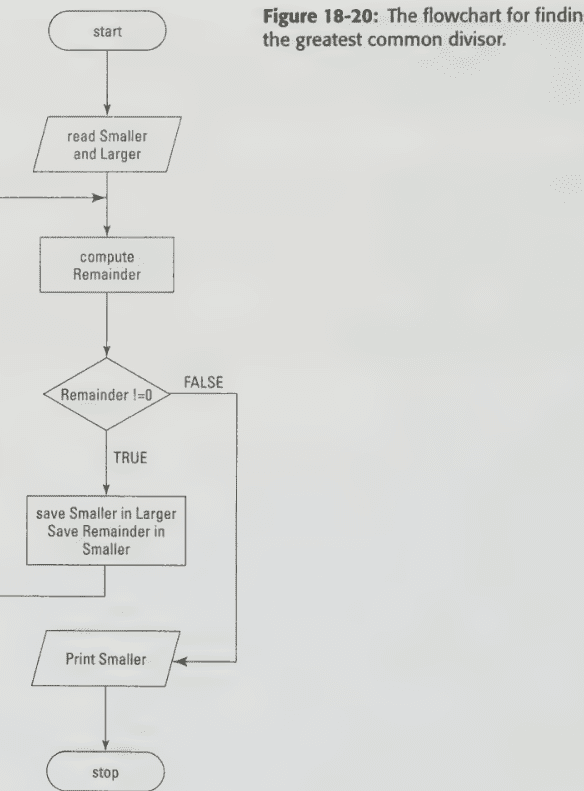 Figure 18-20: The flowchart for findin
the greatest common divisor.
start
read Smaller
and Larger
compute
Remainder
Remainder !=0
FALSE
TRUE
save Smaller in Larger
Save Remainder in
Smaller
Print Smaller
stop